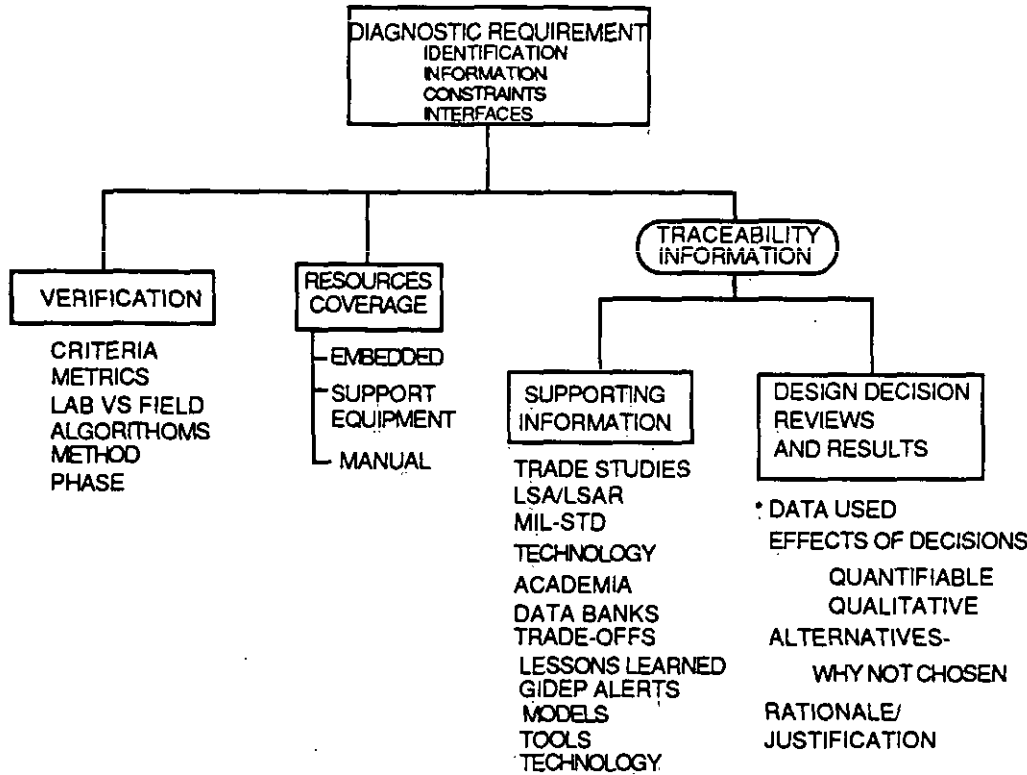 DIAGNOSTIC REQUIREMENT
IDENTIFICATION
INFORMATION
CONSTRAINTS
INTERFACES
TRACEABILITY
INFORMATION
VERIFICATION
CRITERIA
METRICS
LAB VS FIELD
ALGORITHOMS
METHOD
PHASE
RESOURCES
COVERAGE
EMBEDDED
SUPPORT
EQUIPMENT
MANUAL
SUPPORTING
INFORMATION
TRADE STUDIES
LSA/LSAR
MIL-STD
TECHNOLOGY
ACADEMIA
DATA BANKS
TRADE-OFFS
LESSONS LEARNED
GIDEP ALERTS
MODELS
TOOLS
TECHNOLOGY
DESIGN DECISION
REVIEWS
AND RESULTS
• DATA USED
EFFECTS OF DECISIONS
QUANTIFIABLE
QUALITATIVE
ALTERNATIVES-
WHY NOT CHOSEN
RATIONALE/
JUSTIFICATION